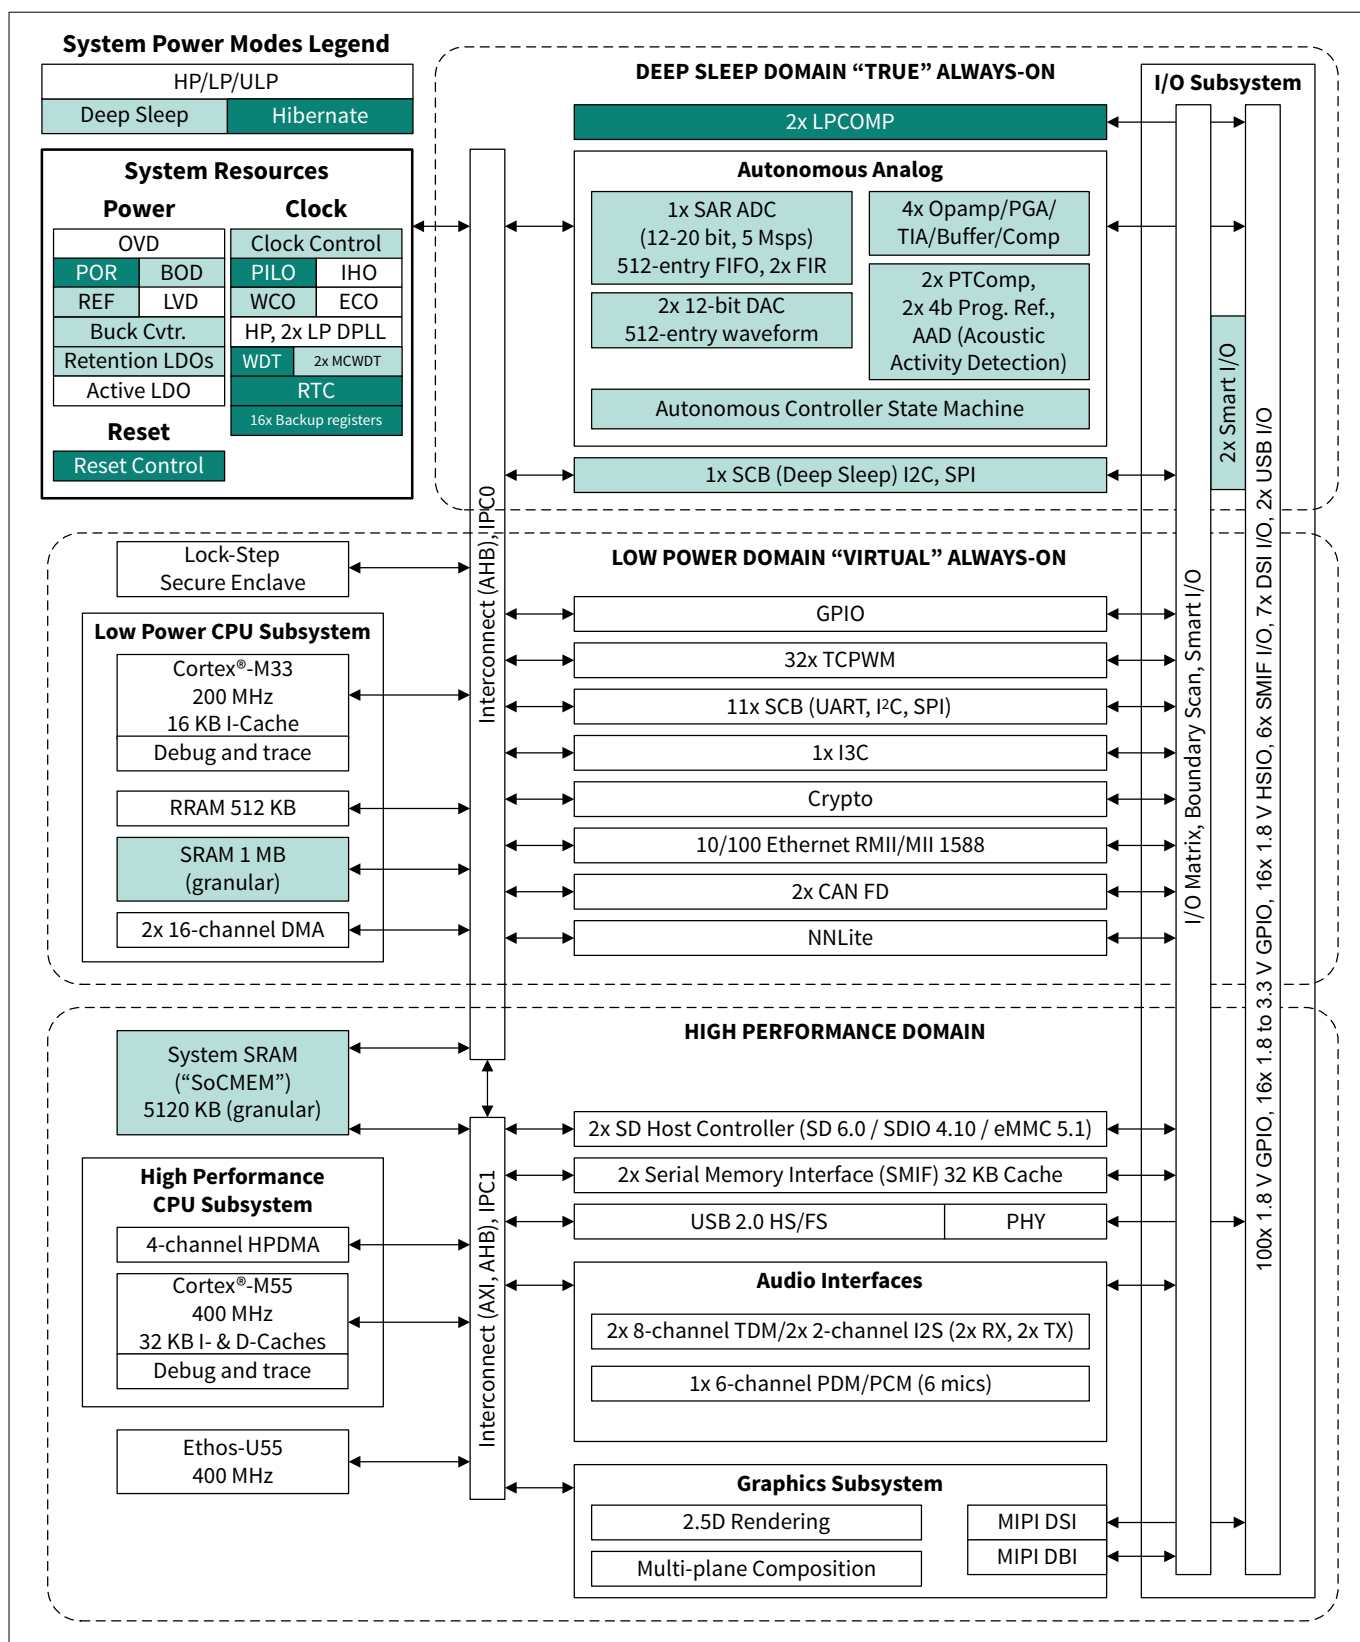 System Power Modes Legend
HP/LP/ULP
Deep Sleep
Hibernate
System Resources
Power
OVD
POR
BOD
REF
LVD
Buck Cvtr.
Retention LDOs
Active LDO
Reset
Reset Control
Clock
Clock Control
PILO
IHO
WCO
ECO
HP, 2x LP DPLL
WDT
2x MCWDT
RTC
16x Backup registers
DEEP SLEEP DOMAIN “TRUE” ALWAYS-ON
2x LPCOMP
Autonomous Analog
1x SAR ADC
(12-20 bit, 5 Msps)
512-entry FIFO, 2x FIR
2x 12-bit DAC
512-entry waveform
4x Opamp/PGA/
TIA/Buffer/Comp
2x PTComp,
2x 4b Prog. Ref.,
AAD (Acoustic
Activity Detection)
Autonomous Controller State Machine
1x SCB (Deep Sleep) I2C, SPI
I/O Subsystem
2x Smart I/O
I/O Matrix, Boundary Scan, Smart I/O
100x 1.8 V GPIO, 16x 1.8 to 3.3 V GPIO, 16x 1.8 V HSIO, 6x SMIF I/O, 7x DSI I/O, 2x USB I/O
Interconnect (AHB), IPC0
LOW POWER DOMAIN “VIRTUAL” ALWAYS-ON
Lock-Step
Secure Enclave
Low Power CPU Subsystem
Cortex®-M33
200 MHz
16 KB I-Cache
Debug and trace
RRAM 512 KB
SRAM 1 MB
(granular)
2x 16-channel DMA
GPIO
32x TCPWM
11x SCB (UART, I²C, SPI)
1x I3C
Crypto
10/100 Ethernet RMII/MII 1588
2x CAN FD
NNLite
HIGH PERFORMANCE DOMAIN
System SRAM
(“SoCMEM”)
5120 KB (granular)
High Performance
CPU Subsystem
4-channel HPDMA
Cortex®-M55
400 MHz
32 KB I- & D-Caches
Debug and trace
Ethos-U55
400 MHz
Interconnect (AXI, AHB), IPC1
2x SD Host Controller (SD 6.0 / SDIO 4.10 / eMMC 5.1)
2x Serial Memory Interface (SMIF) 32 KB Cache
USB 2.0 HS/FS
PHY
Audio Interfaces
2x 8-channel TDM/2x 2-channel I2S (2x RX, 2x TX)
1x 6-channel PDM/PCM (6 mics)
Graphics Subsystem
2.5D Rendering
Multi-plane Composition
MIPI DSI
MIPI DBI